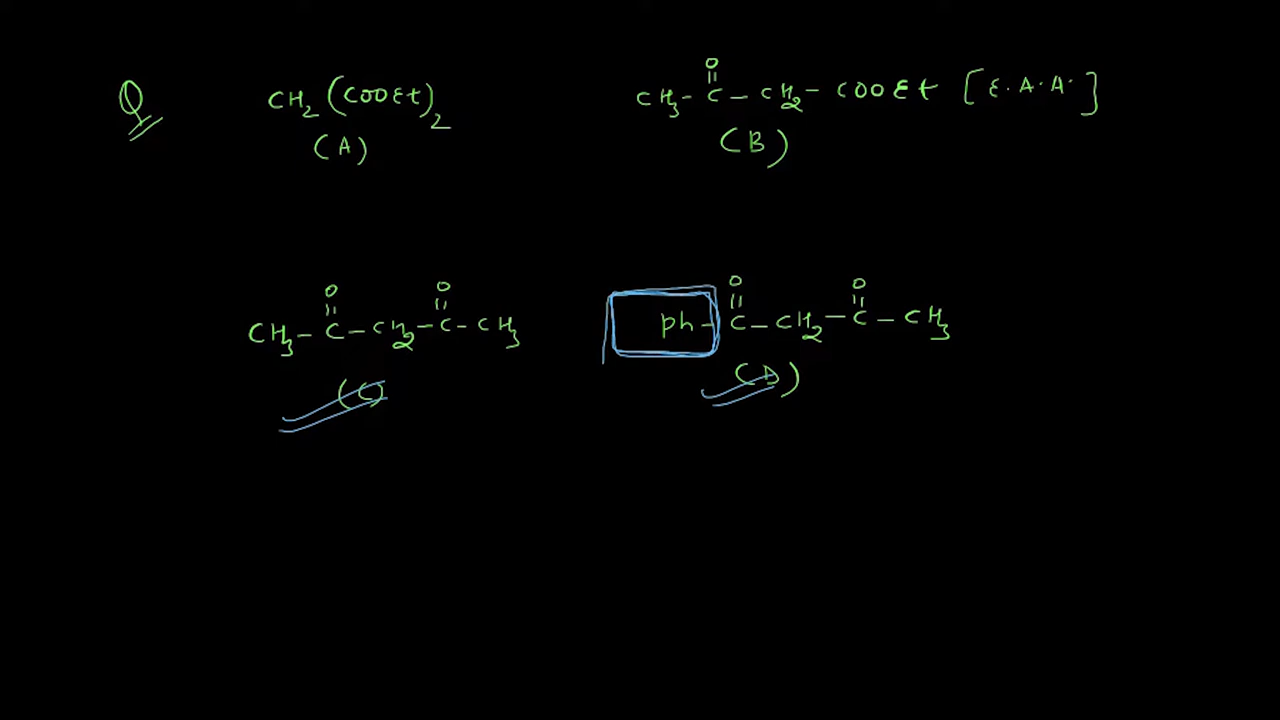 Q CH₂(COOEt)₂ CH₃-C(=O)-CH₂-COOEt [E.A.A.]
(A) (B)
CH₃-C(=O)-CH₂-C(=O)-CH₃ ph-C(=O)-CH₂-C(=O)-CH₃
(C) (D)